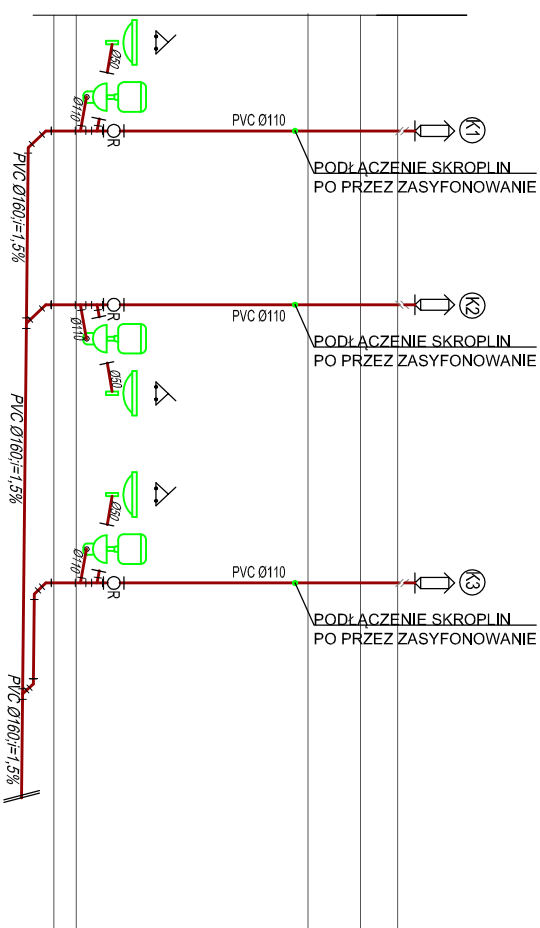 Ø50
Ø110
R
PVC Ø110
K1
PODŁĄCZENIE SKROPLIN
PO PRZEZ ZASYFONOWANIE
PVC Ø160;i=1,5%
R
PVC Ø110
K2
PODŁĄCZENIE SKROPLIN
PO PRZEZ ZASYFONOWANIE
Ø110
Ø50
PVC Ø160;i=1,5%
Ø50
Ø110
R
PVC Ø110
K3
PODŁĄCZENIE SKROPLIN
PO PRZEZ ZASYFONOWANIE
PVC Ø160;i=1,5%